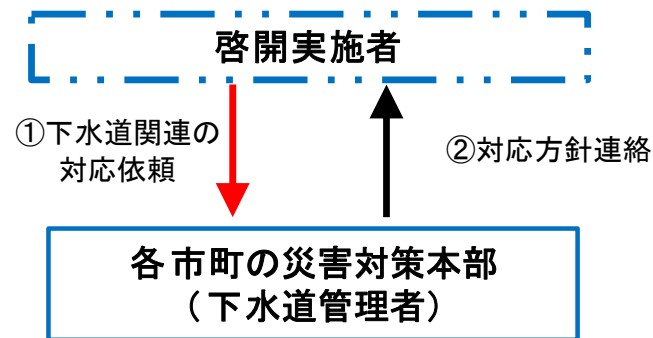 啓開実施者
①下水道関連の
対応依頼
②対応方針連絡
各市町の災害対策本部
（下水道管理者）